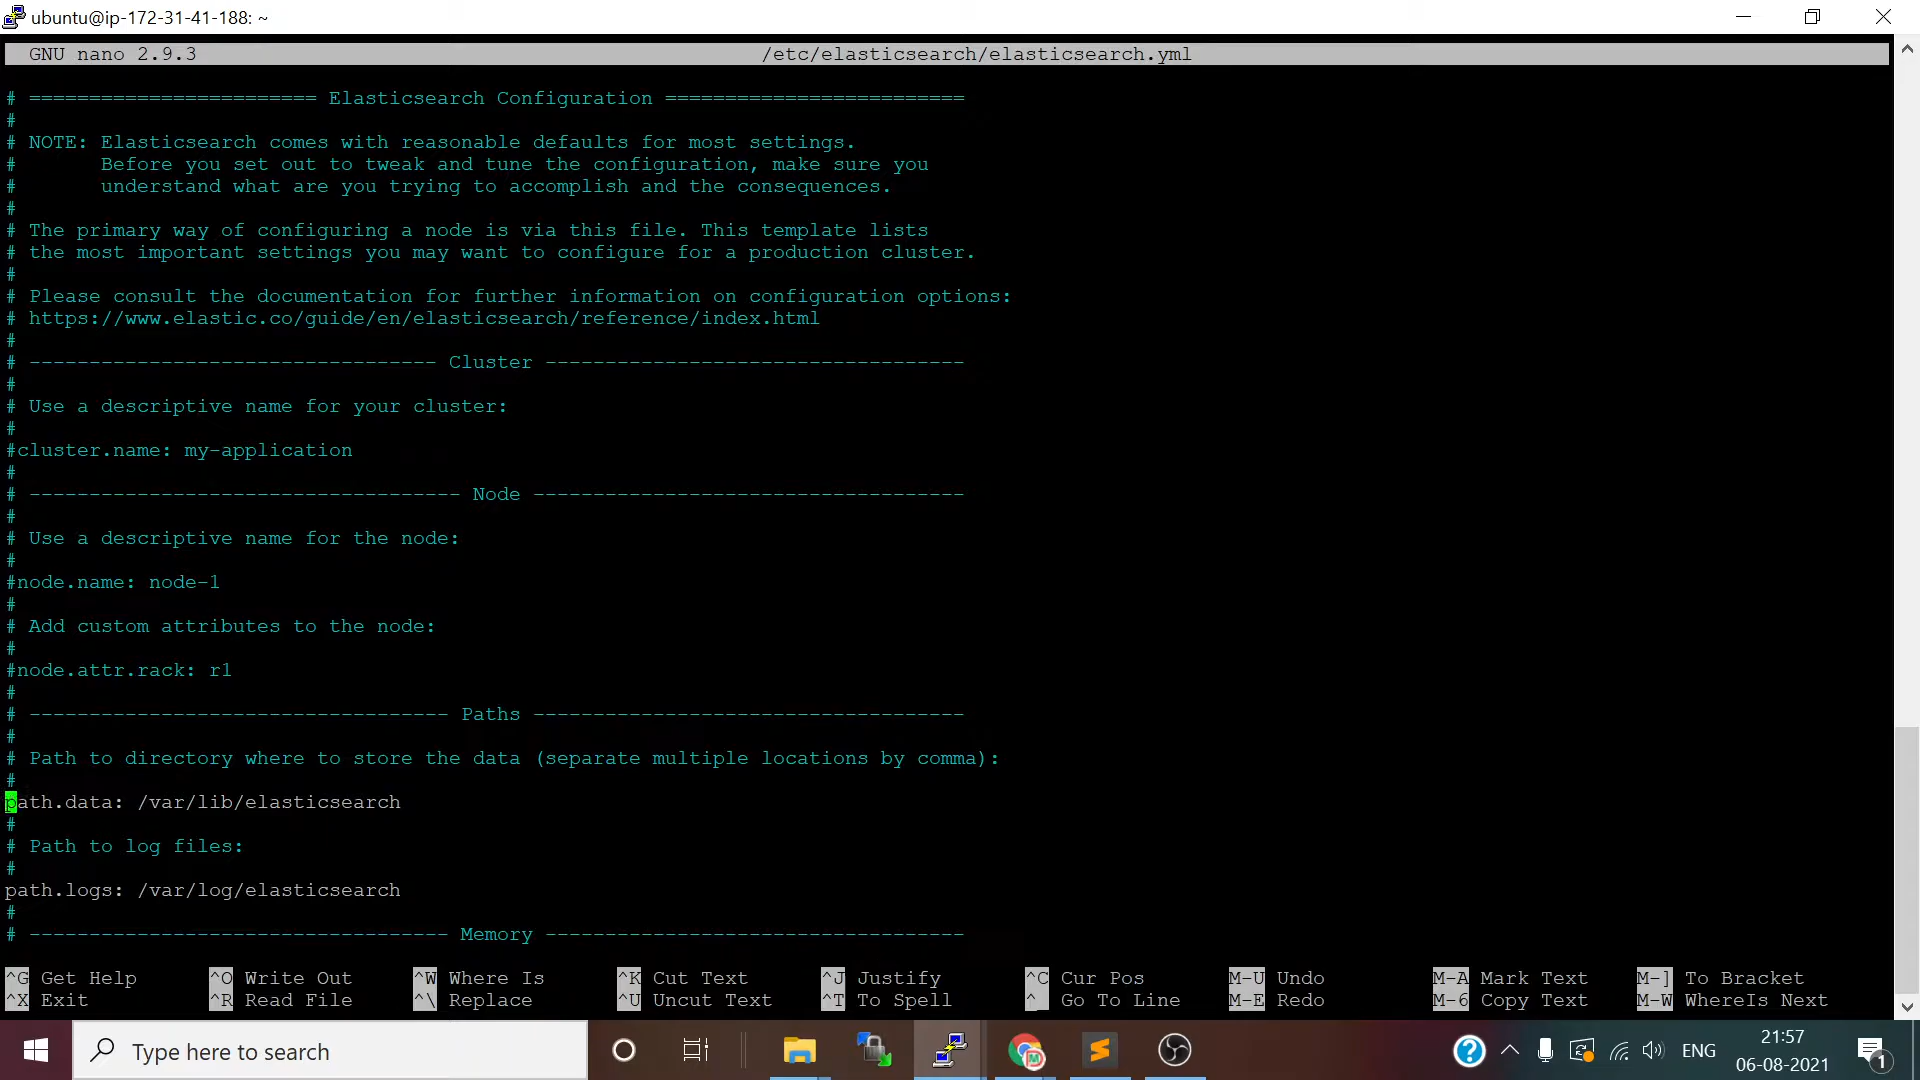 ubuntu@ip-172-31-41-188: ~
GNU nano 2.9.3 /etc/elasticsearch/elasticsearch.yml
# ======================== Elasticsearch Configuration =========================
#
# NOTE: Elasticsearch comes with reasonable defaults for most settings.
#       Before you set out to tweak and tune the configuration, make sure you
#       understand what are you trying to accomplish and the consequences.
#
# The primary way of configuring a node is via this file. This template lists
# the most important settings you may want to configure for a production cluster.
#
# Please consult the documentation for further information on configuration options:
# https://www.elastic.co/guide/en/elasticsearch/reference/index.html
#
# ---------------------------------- Cluster -----------------------------------
#
# Use a descriptive name for your cluster:
#
#cluster.name: my-application
#
# ------------------------------------ Node ------------------------------------
#
# Use a descriptive name for the node:
#
#node.name: node-1
#
# Add custom attributes to the node:
#
#node.attr.rack: r1
#
# ----------------------------------- Paths ------------------------------------
#
# Path to directory where to store the data (separate multiple locations by comma):
#
path.data: /var/lib/elasticsearch
#
# Path to log files:
#
path.logs: /var/log/elasticsearch
#
# ----------------------------------- Memory -----------------------------------
^G Get Help ^O Write Out ^W Where Is ^K Cut Text ^J Justify ^C Cur Pos M-U Undo M-A Mark Text M-] To Bracket
^X Exit ^R Read File ^\ Replace ^U Uncut Text ^T To Spell ^_ Go To Line M-E Redo M-6 Copy Text M-W WhereIs Next
Type here to search
ENG
21:57
06-08-2021
1